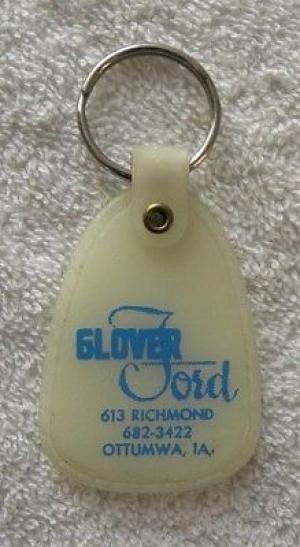 GLOVER
Ford
613 RICHMOND
682-3422
OTTUMWA, IA.